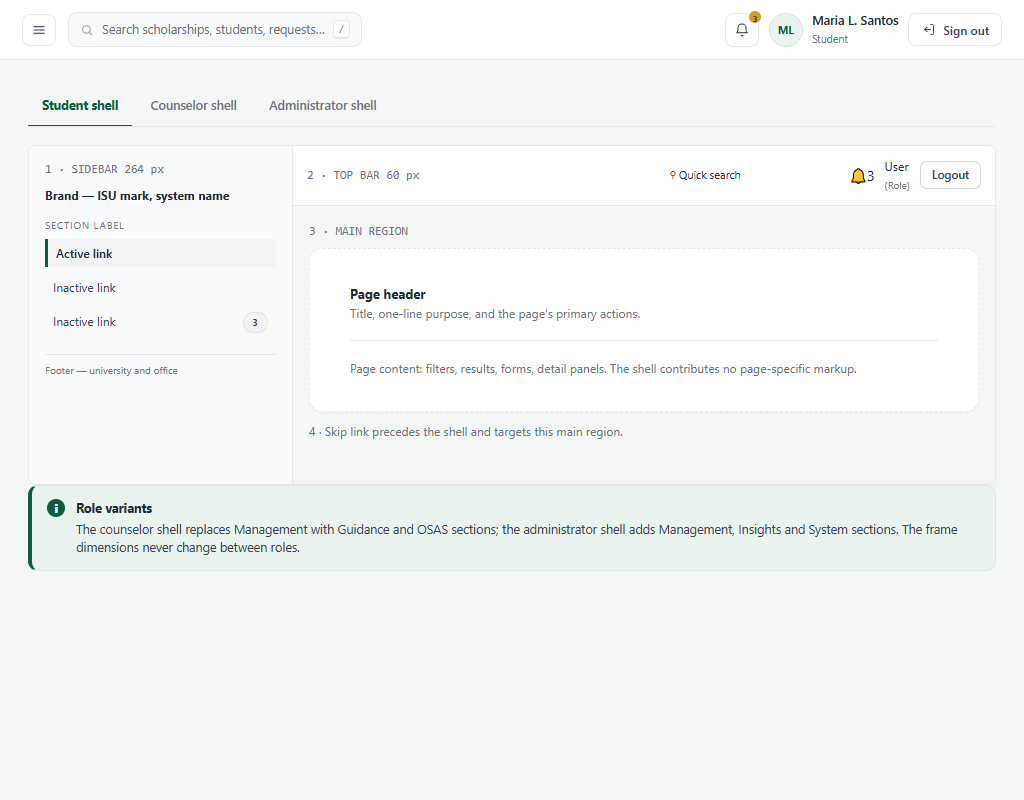 Search scholarships, students, requests... /
3
ML
Maria L. Santos
Student
Sign out
Student shell
Counselor shell
Administrator shell
1 · SIDEBAR 264 px
Brand — ISU mark, system name
SECTION LABEL
Active link
Inactive link
Inactive link 3
Footer — university and office
2 · TOP BAR 60 px
Quick search
3
User
(Role)
Logout
3 · MAIN REGION
Page header
Title, one-line purpose, and the page's primary actions.
Page content: filters, results, forms, detail panels. The shell contributes no page-specific markup.
4 · Skip link precedes the shell and targets this main region.
Role variants
The counselor shell replaces Management with Guidance and OSAS sections; the administrator shell adds Management, Insights and System sections. The frame
dimensions never change between roles.